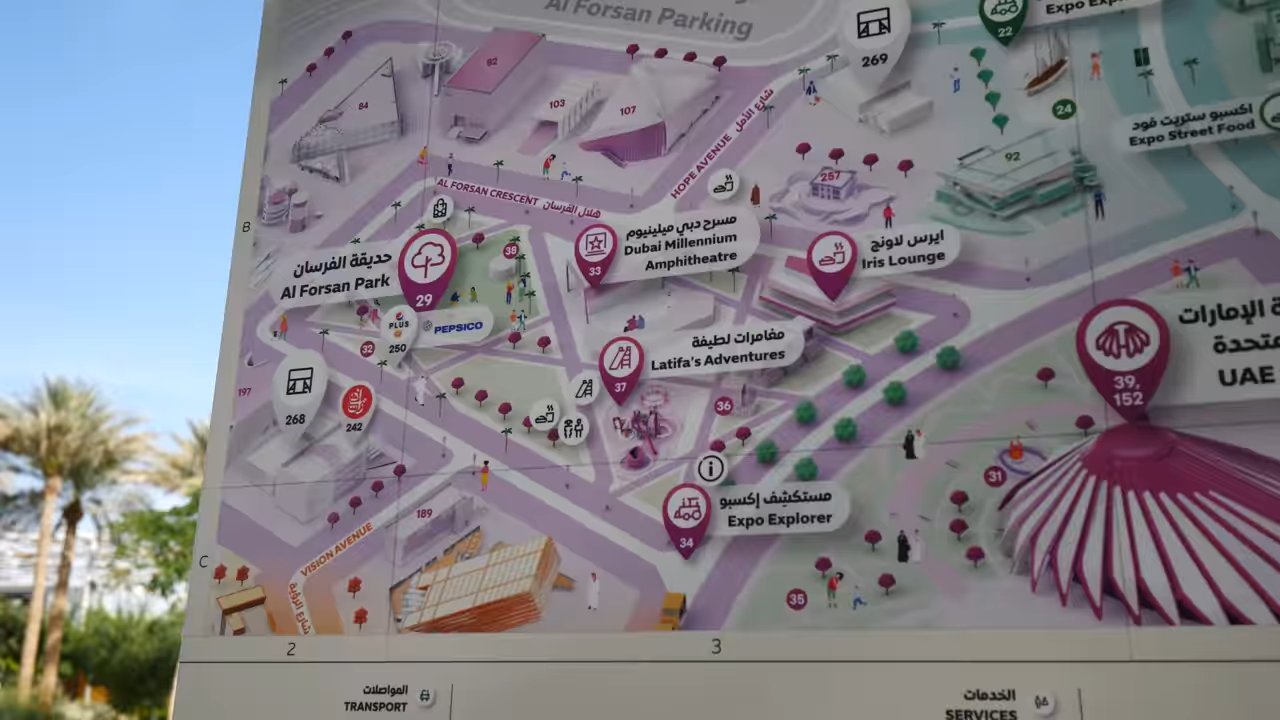 Al Forsan Parking
269
22
82
84
103
107
شارع الأمل
HOPE AVENUE
24
اكسبو ستريت فود
Expo Street Food
92
257
AL FORSAN CRESCENT هلال الفرسان
B
حديقة الفرسان
Al Forsan Park
29
38
33
مسرح دبي ميلينيوم
Dubai Millennium
Amphitheatre
ايرس لاونج
Iris Lounge
PLUS
250
PEPSICO
32
مغامرات لطيفة
Latifa's Adventures
37
39,
152
الإمارات
UAE
197
268
242
36
31
مستكشف إكسبو
Expo Explorer
34
189
VISION AVENUE
شارع الرؤية
C
35
2
3
المواصلات
TRANSPORT
الخدمات
SERVICES